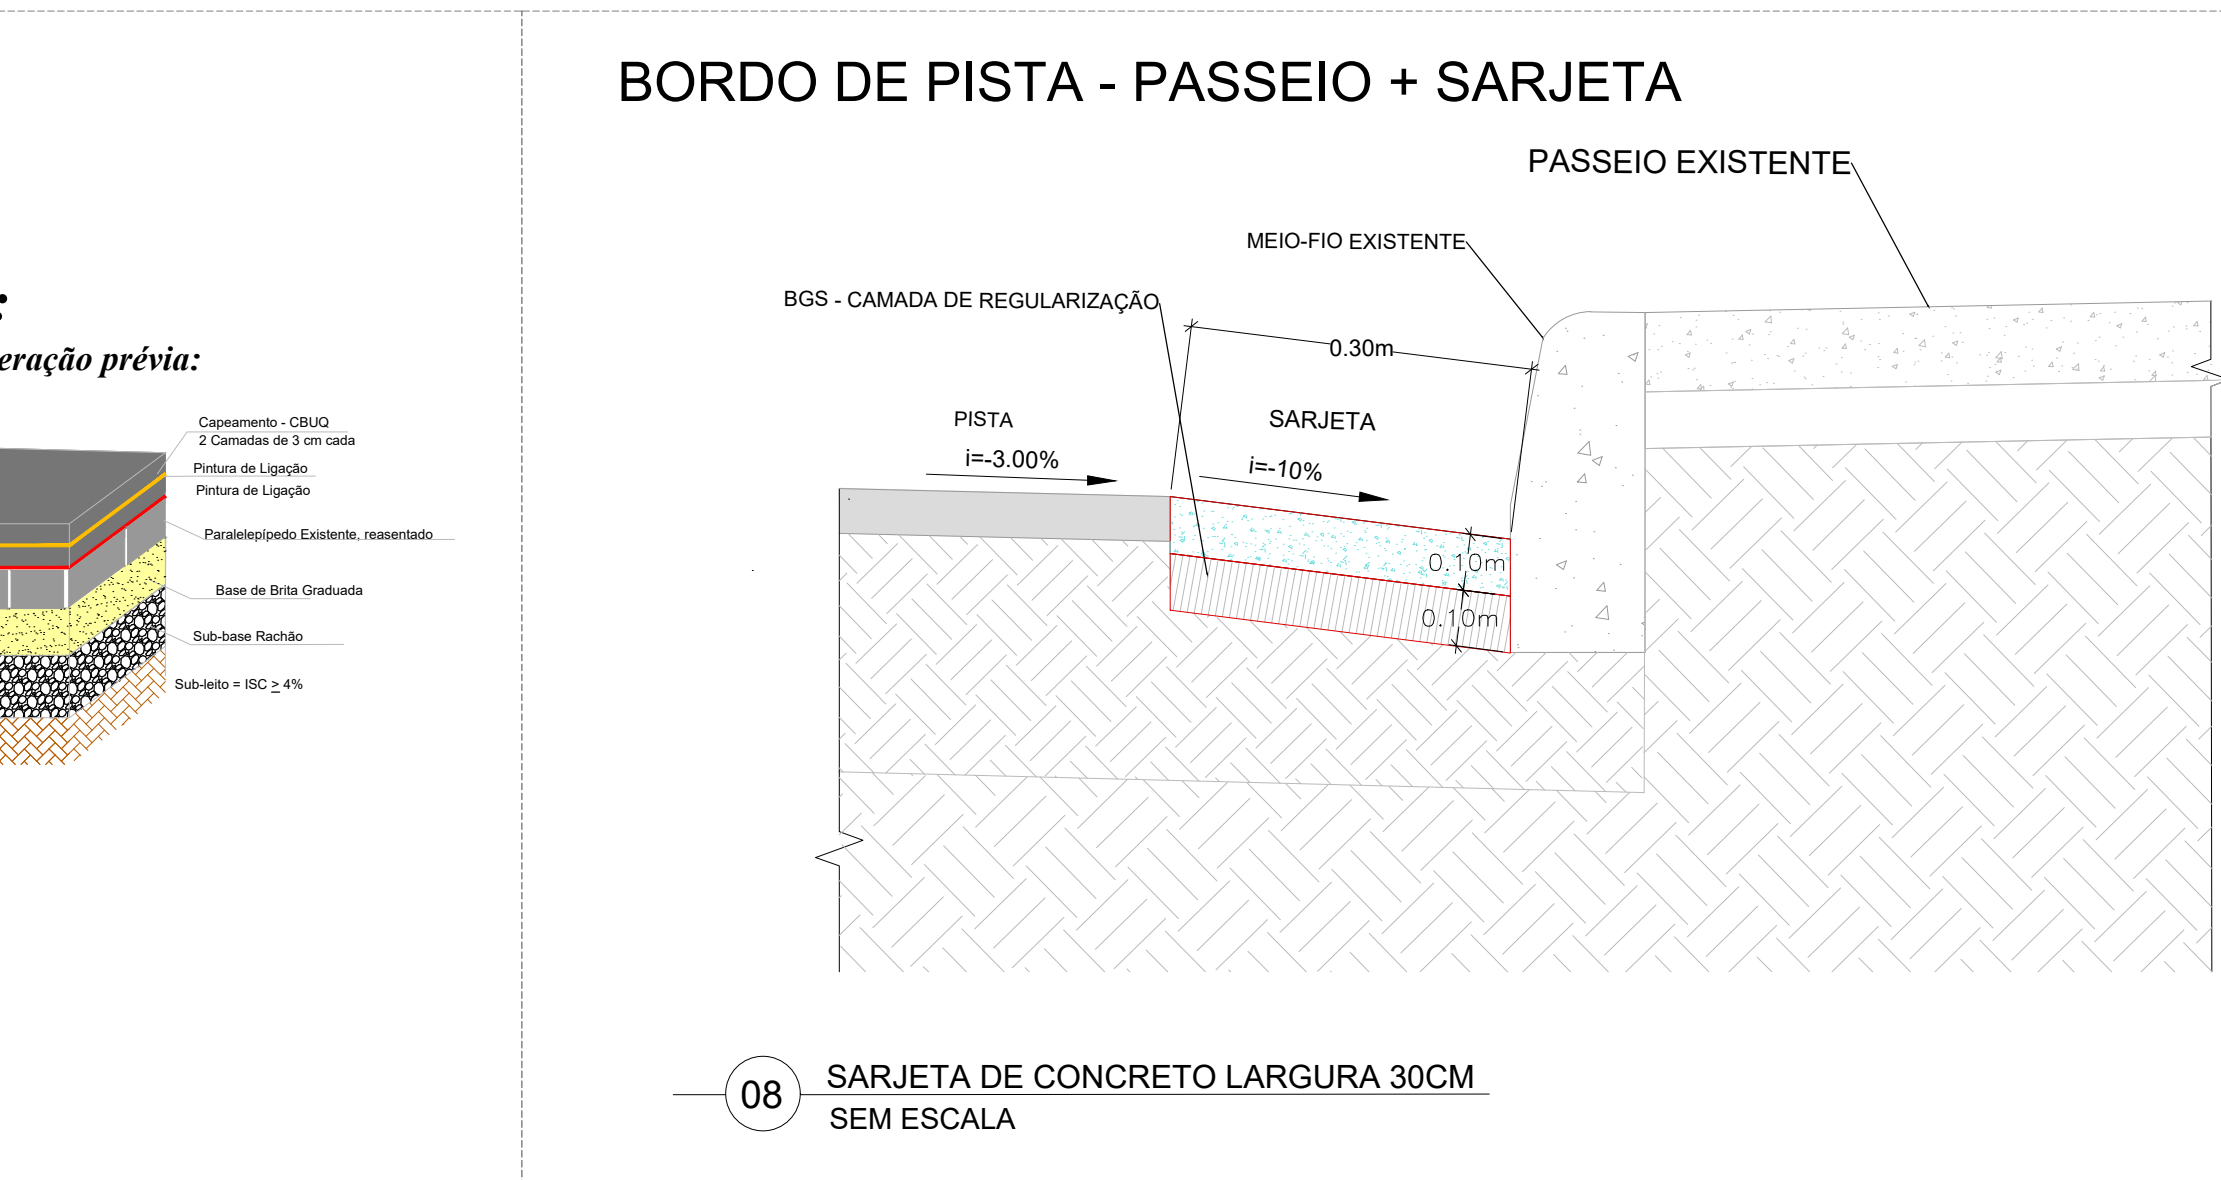 :
eração prévia:
Capeamento - CBUQ
2 Camadas de 3 cm cada
Pintura de Ligação
Pintura de Ligação
Paralelepípedo Existente, reasentado
Base de Brita Graduada
Sub-base Rachão
Sub-leito = ISC ≥ 4%
BORDO DE PISTA - PASSEIO + SARJETA
PASSEIO EXISTENTE
MEIO-FIO EXISTENTE
BGS - CAMADA DE REGULARIZAÇÃO
0.30m
PISTA
i=-3.00%
SARJETA
i=-10%
0.10m
0.10m
08
SARJETA DE CONCRETO LARGURA 30CM
SEM ESCALA